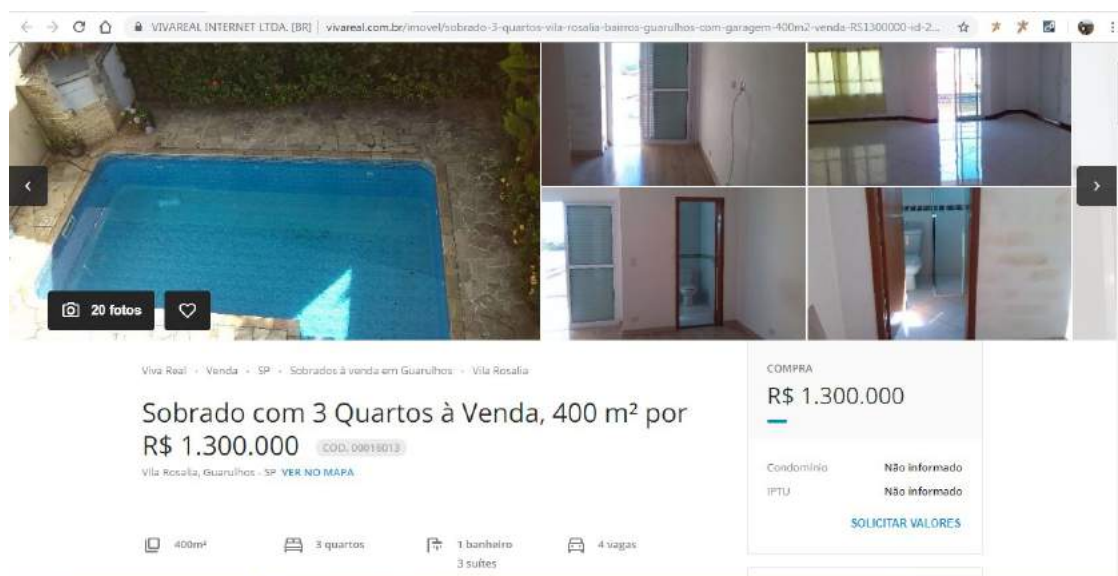 VIVAREAL INTERNET LTDA. [BR] | vivareal.com.br/imovel/sobrado-3-quartos-vila-rosalia-bairros-guarulhos-com-garagem-400m2-venda-RS1300000-id-2...
20 fotos
Viva Real
Venda
SP
Sobrados à venda em Guarulhos
Vila Rosalia
Sobrado com 3 Quartos à Venda, 400 m² por
R$ 1.300.000 COD. 00016013
Vila Rosalia, Guarulhos - SP VER NO MAPA
400m²
3 quartos
1 banheiro
3 suítes
4 vagas
COMPRA
R$ 1.300.000
Condomínio Não informado
IPTU Não informado
SOLICITAR VALORES